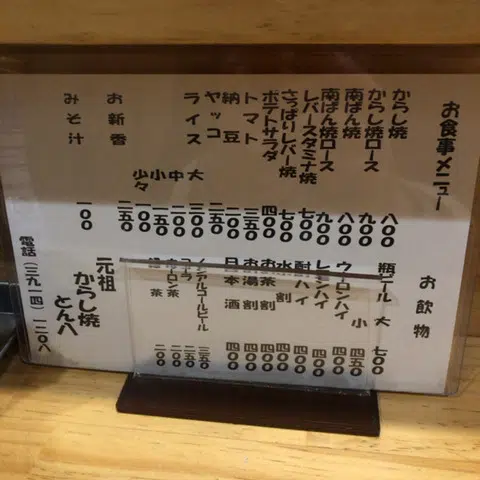 お食事メニュー
からし焼 八〇〇
からし焼ロース 九〇〇
南ばん焼 八〇〇
南ばん焼ロース 九〇〇
レバースタミナ焼 七〇〇
さっぱりレバー焼 七〇〇
ポテトサラダ 四〇〇
トマト 三五〇
納豆 二〇〇
ヤッコ 二五〇
ライス 大 二五〇
中 二〇〇
小 一五〇
少々 一〇〇
お新香 二五〇
みそ汁 一〇〇
お飲物
瓶ビール 大 七〇〇
小 四五〇
ウーロンハイ 四〇〇
レモンハイ 四〇〇
酎ハイ 四〇〇
水割 四〇〇
お茶割 四〇〇
お湯割 四〇〇
日本酒 四〇〇
ノンアルコールビール 三五〇
コーラ 二五〇
ウーロン茶 二〇〇
茶 二〇〇
元祖
からし焼
とん八
電話(三九一四)一二〇八